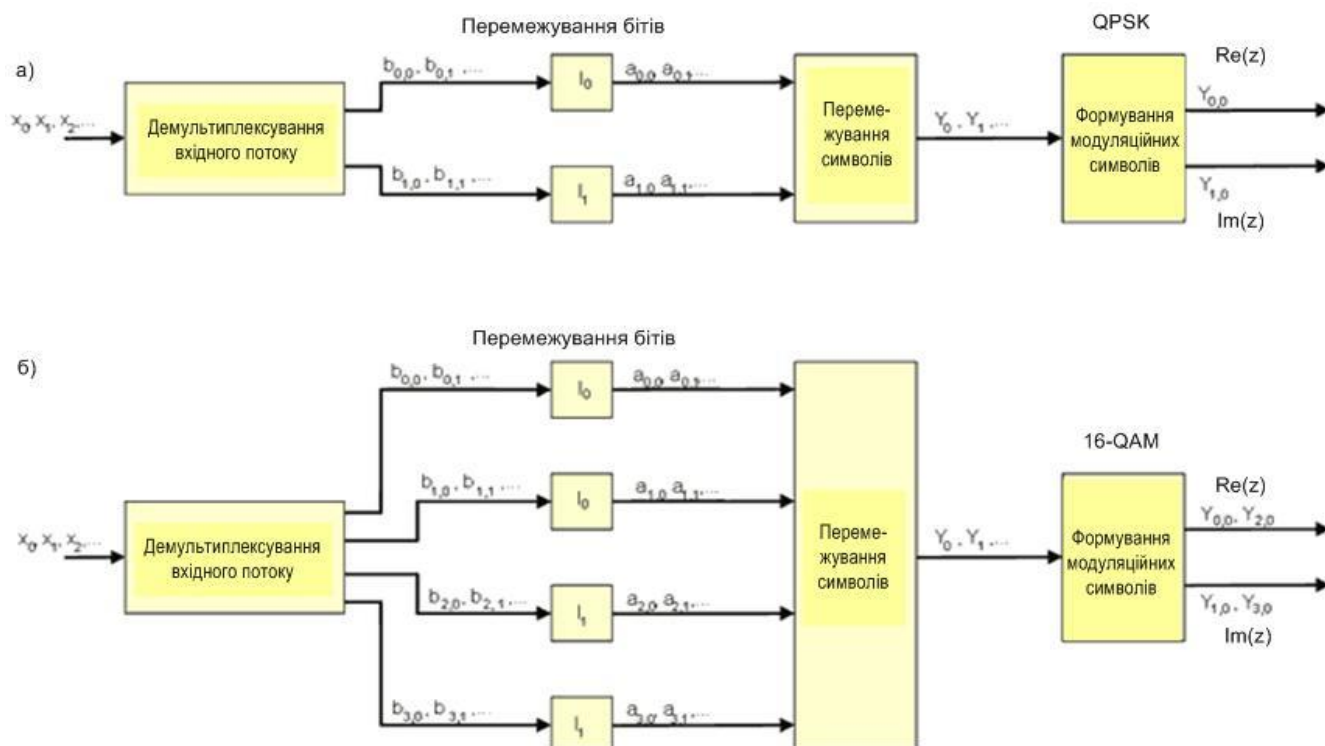 Перемежування бітів
QPSK
а)
b0,0, b0,1, ...
I0
a0,0, a0,1, ...
Re(z)
x0, x1, x2, ...
Демультиплексування
вхідного потоку
Переме-
жування
символів
Y0, Y1, ...
Формування
модуляційних
символів
Y0,0
b1,0, b1,1, ...
I1
a1,0, a1,1, ...
Y1,0
Im(z)
Перемежування бітів
б)
b0,0, b0,1, ...
I0
a0,0, a0,1, ...
16-QAM
b1,0, b1,1, ...
I0
a1,0, a1,1, ...
Re(z)
Y0,0, Y2,0
x0, x1, x2, ...
Демультиплексування
вхідного потоку
Переме-
жування
символів
Y0, Y1, ...
Формування
модуляційних
символів
b2,0, b2,1, ...
I1
a2,0, a2,1, ...
Y1,0, Y3,0
Im(z)
b3,0, b3,1, ...
I1
a3,0, a3,1, ...